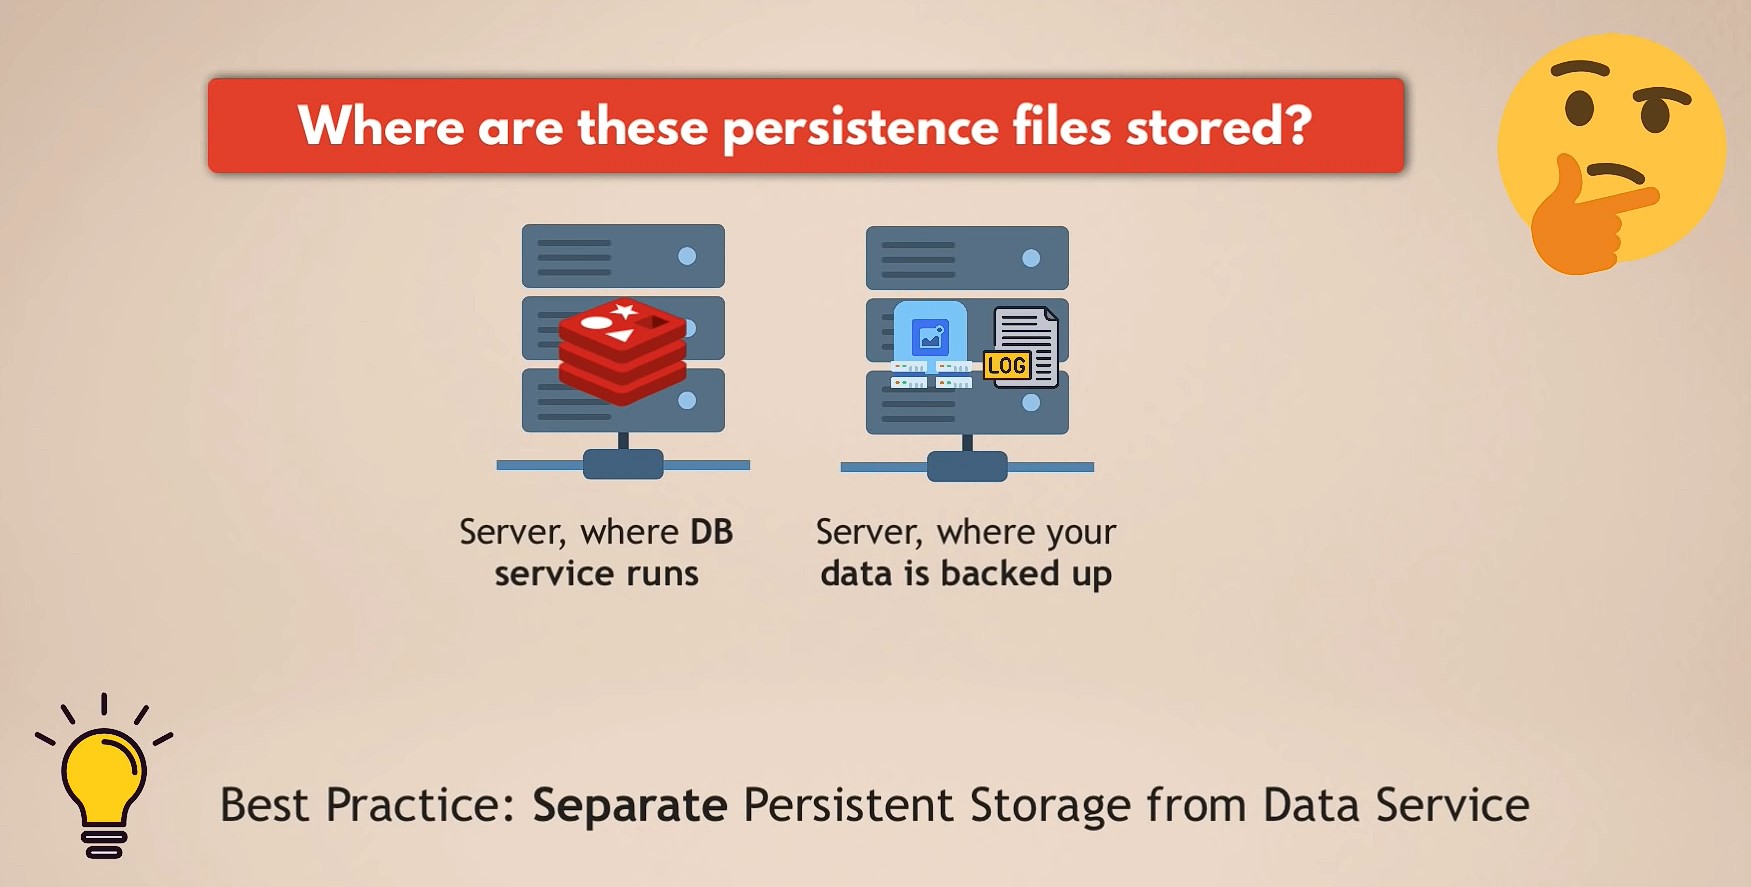 Where are these persistence files stored?
LOG
Server, where DB
service runs
Server, where your
data is backed up
Best Practice: Separate Persistent Storage from Data Service